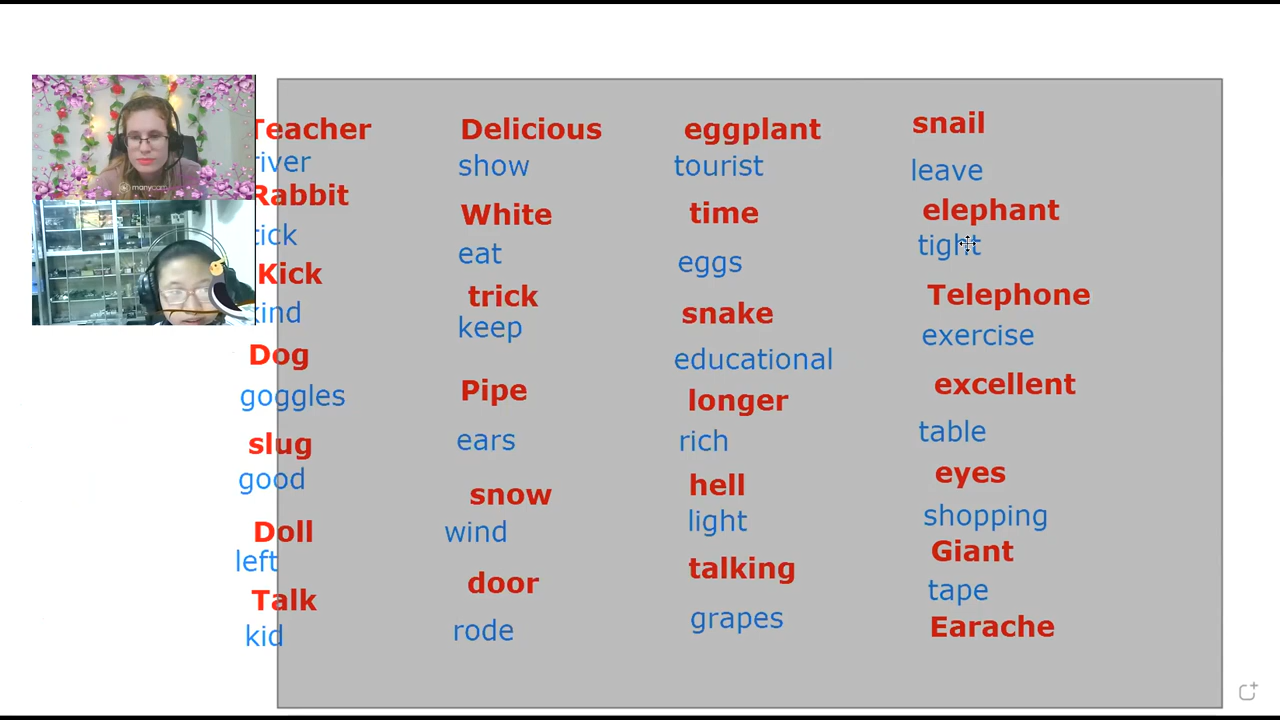 Teacher
river
Rabbit
Kick
kind
Dog
goggles
slug
good
Doll
left
Talk
kid
Delicious
show
White
eat
trick
keep
Pipe
ears
snow
wind
door
rode
eggplant
tourist
time
eggs
snake
educational
longer
rich
hell
light
talking
grapes
snail
leave
elephant
tight
Telephone
exercise
excellent
table
eyes
shopping
Giant
tape
Earache